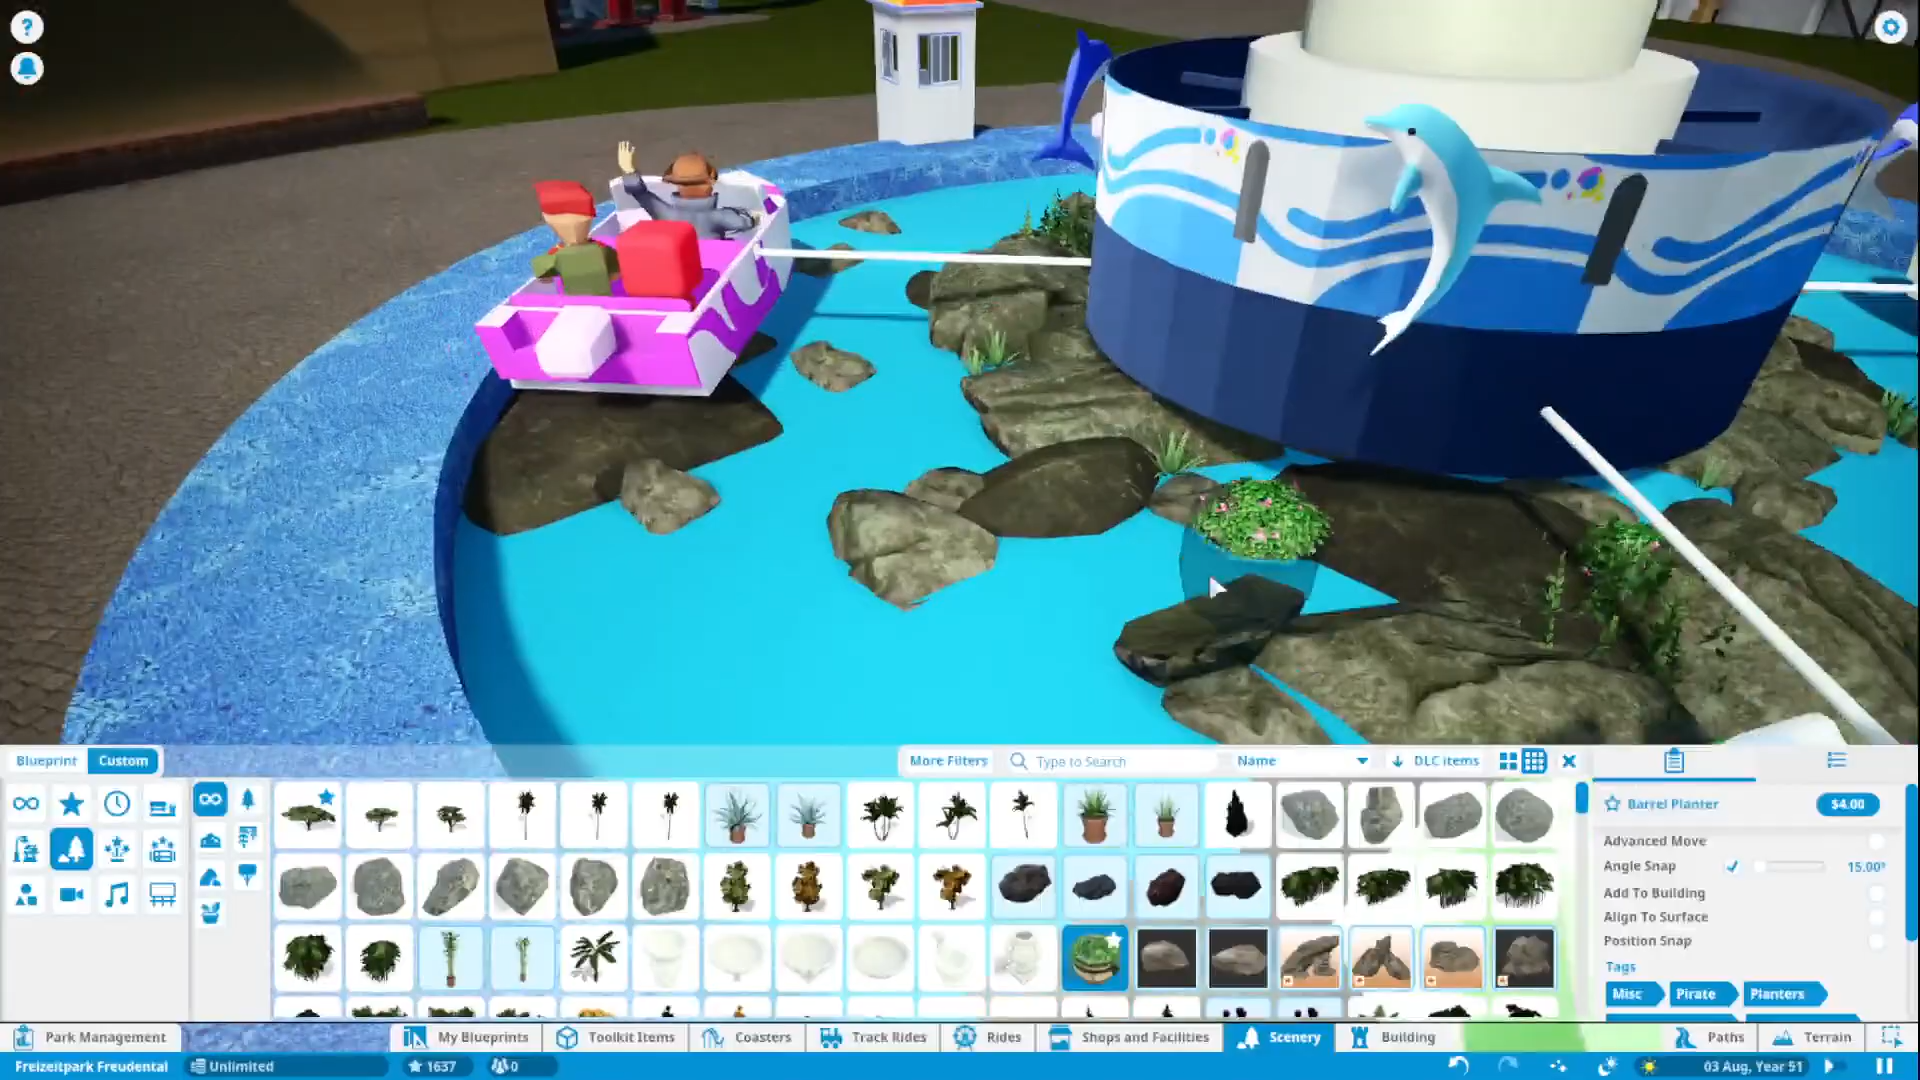 ?
Blueprint
Custom
More Filters
Type to Search
Name
DLC items
Barrel Planter
$4.00
Advanced Move
Angle Snap
15.00°
Add To Building
Align To Surface
Position Snap
Tags
Misc
Pirate
Planters
Park Management
My Blueprints
Toolkit Items
Coasters
Track Rides
Rides
Shops and Facilities
Scenery
Building
Paths
Terrain
Freizeitpark Freudental
Unlimited
1637
0
03 Aug, Year 51